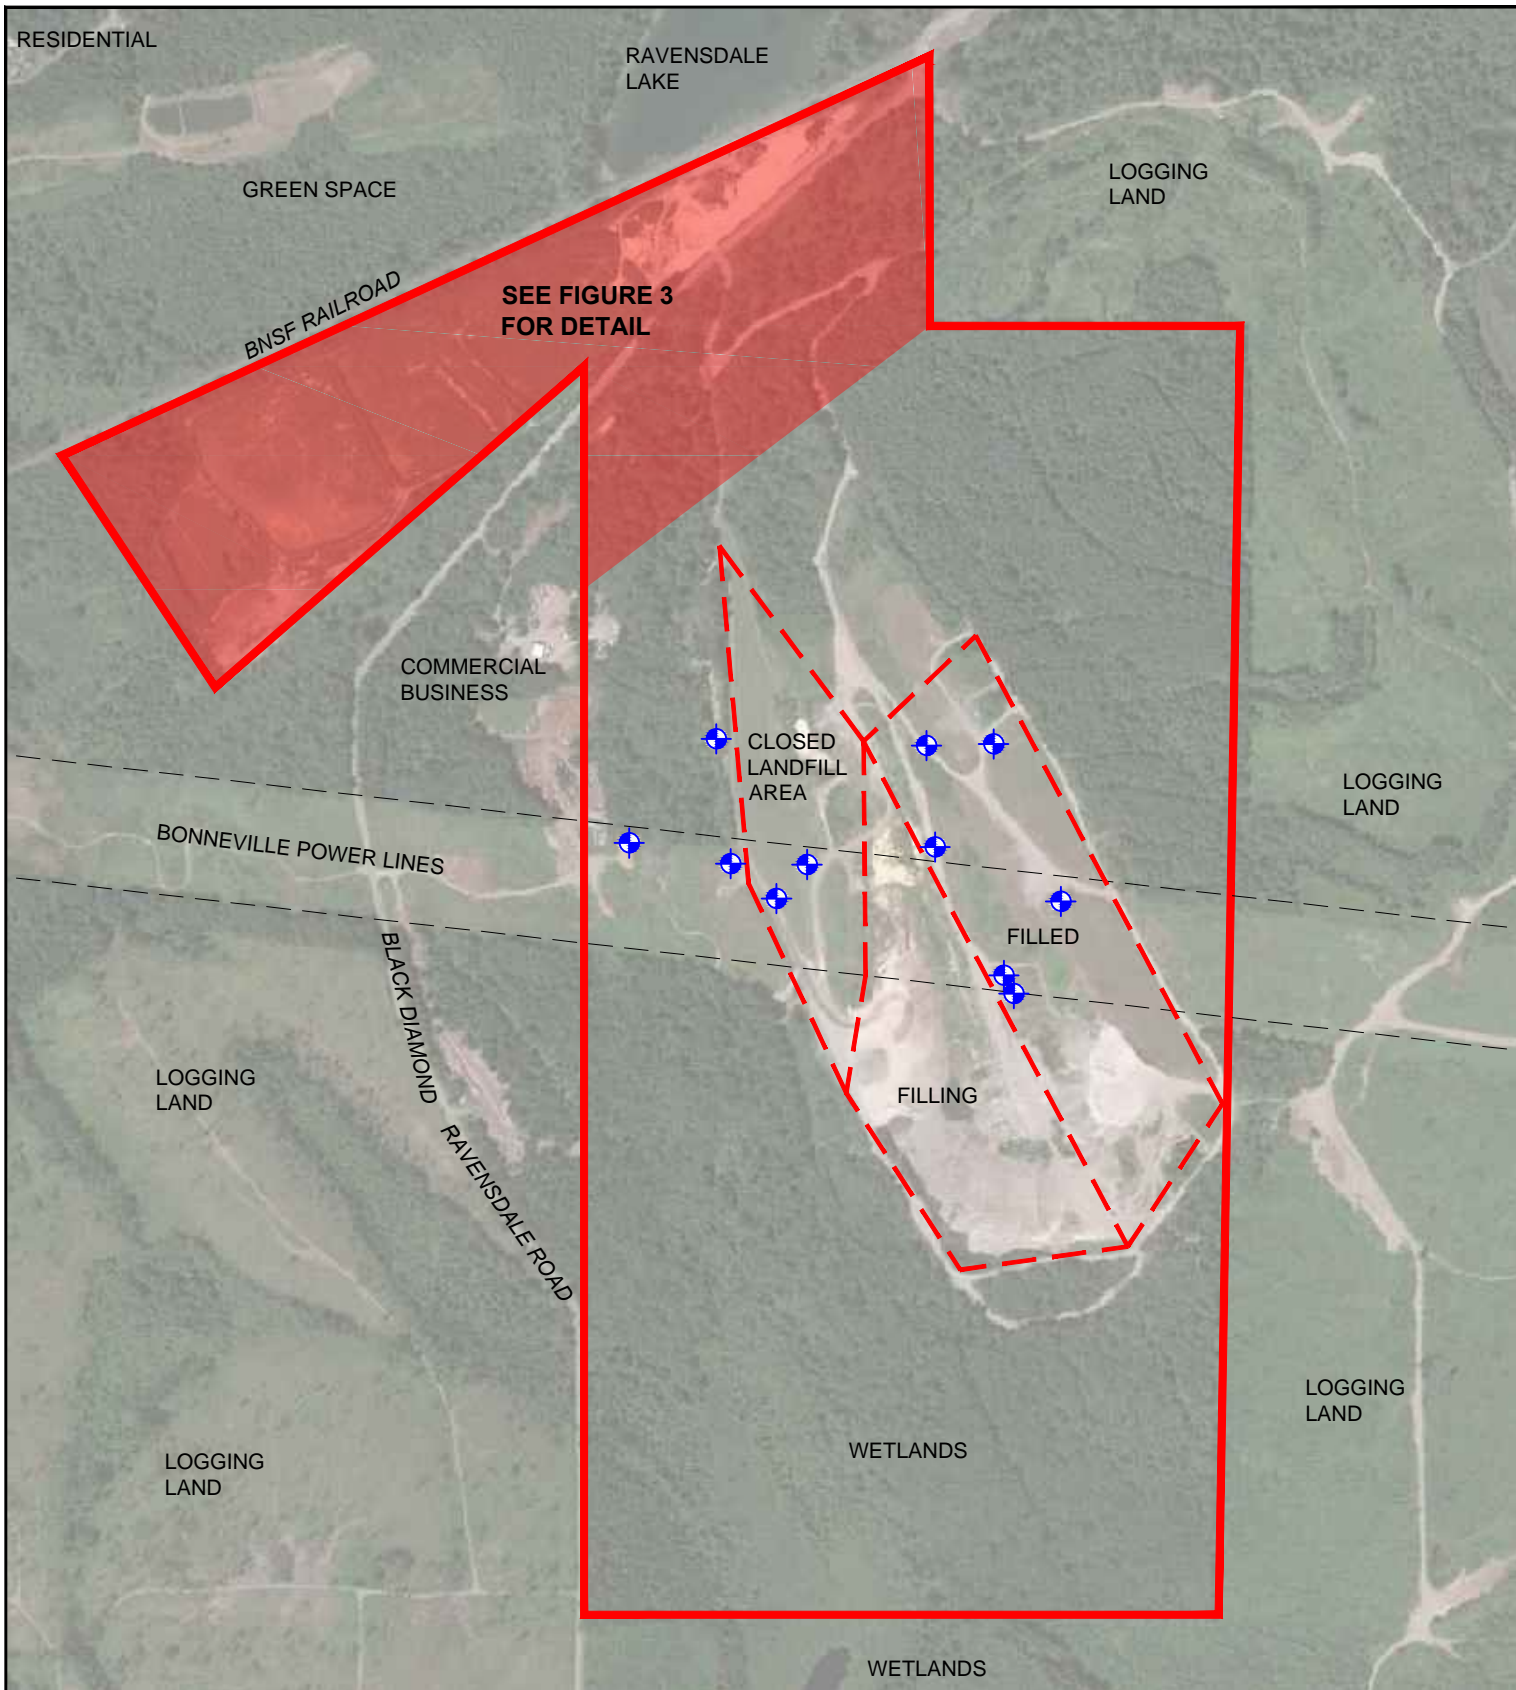 RESIDENTIAL
RAVENSDALE
LAKE
LOGGING
LAND
GREEN SPACE
BNSF RAILROAD
SEE FIGURE 3
FOR DETAIL
COMMERCIAL
BUSINESS
CLOSED
LANDFILL
AREA
LOGGING
LAND
BONNEVILLE POWER LINES
FILLED
BLACK DIAMOND
RAVENSDALE ROAD
LOGGING
LAND
FILLING
LOGGING
LAND
WETLANDS
LOGGING
LAND
WETLANDS